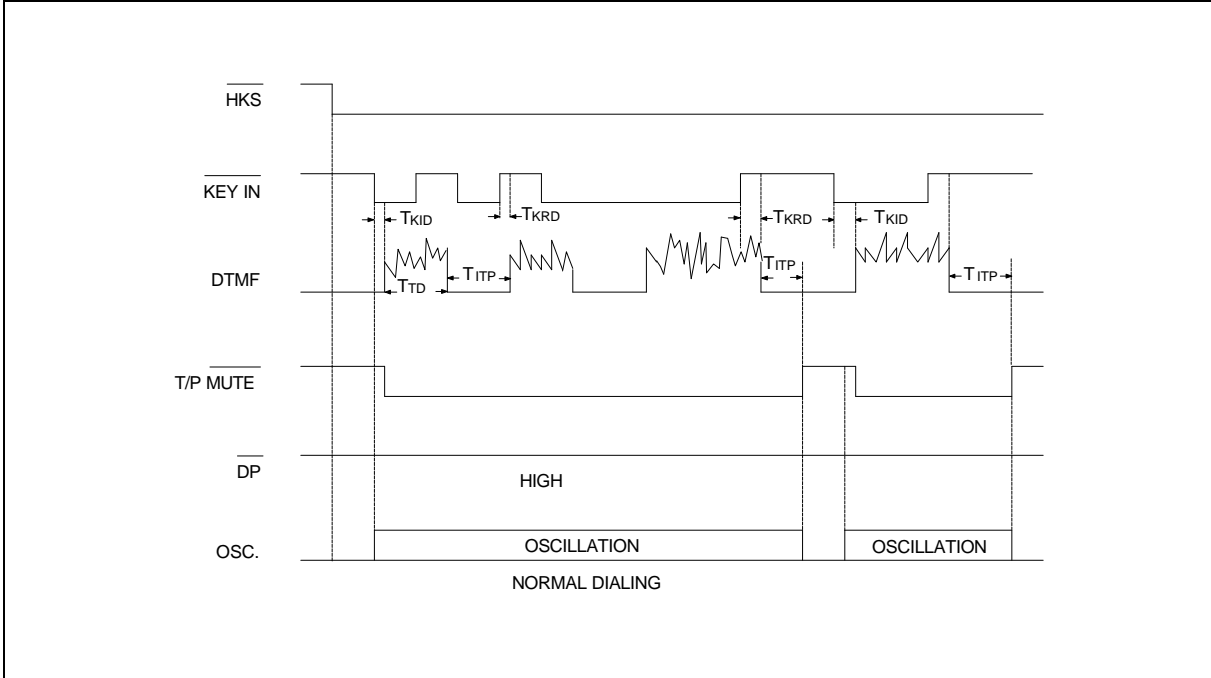 HKS
KEY IN
TKID
TKRD
TKRD
TKID
DTMF
TTD
TITP
TITP
TITP
T/P MUTE
DP
HIGH
OSC.
OSCILLATION
OSCILLATION
NORMAL DIALING